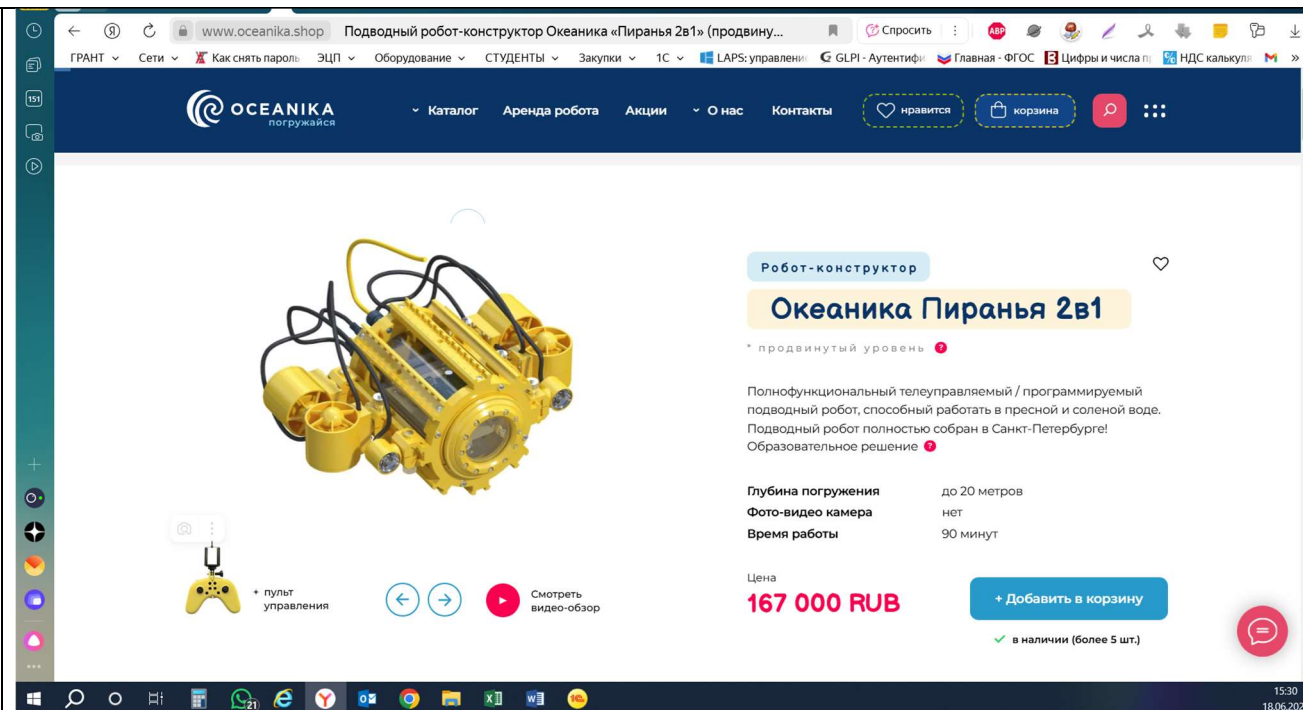 www.oceanika.shop Подводный робот-конструктор Океаника «Пиранья 2в1» (продвину... Спросить ABP
ГРАНТ Сети Как снять пароль ЭЦП Оборудование СТУДЕНТЫ Закупки 1С LAPS: управлени GLPI - Аутентифи Главная - ФГОС Цифры и числа п НДС калькуля »
151
OCEANIKA
погружайся
Каталог Аренда робота Акции О нас Контакты нравится корзина
Робот-конструктор
Океаника Пиранья 2в1
* продвинутый уровень ?
Полнофункциональный телеуправляемый / программируемый
подводный робот, способный работать в пресной и соленой воде.
Подводный робот полностью собран в Санкт-Петербурге!
Образовательное решение ?
Глубина погружения до 20 метров
Фото-видео камера нет
Время работы 90 минут
+ пульт
управления
Смотреть
видео-обзор
Цена
167 000 RUB
+ Добавить в корзину
в наличии (более 5 шт.)
21
15:30
18.06.202